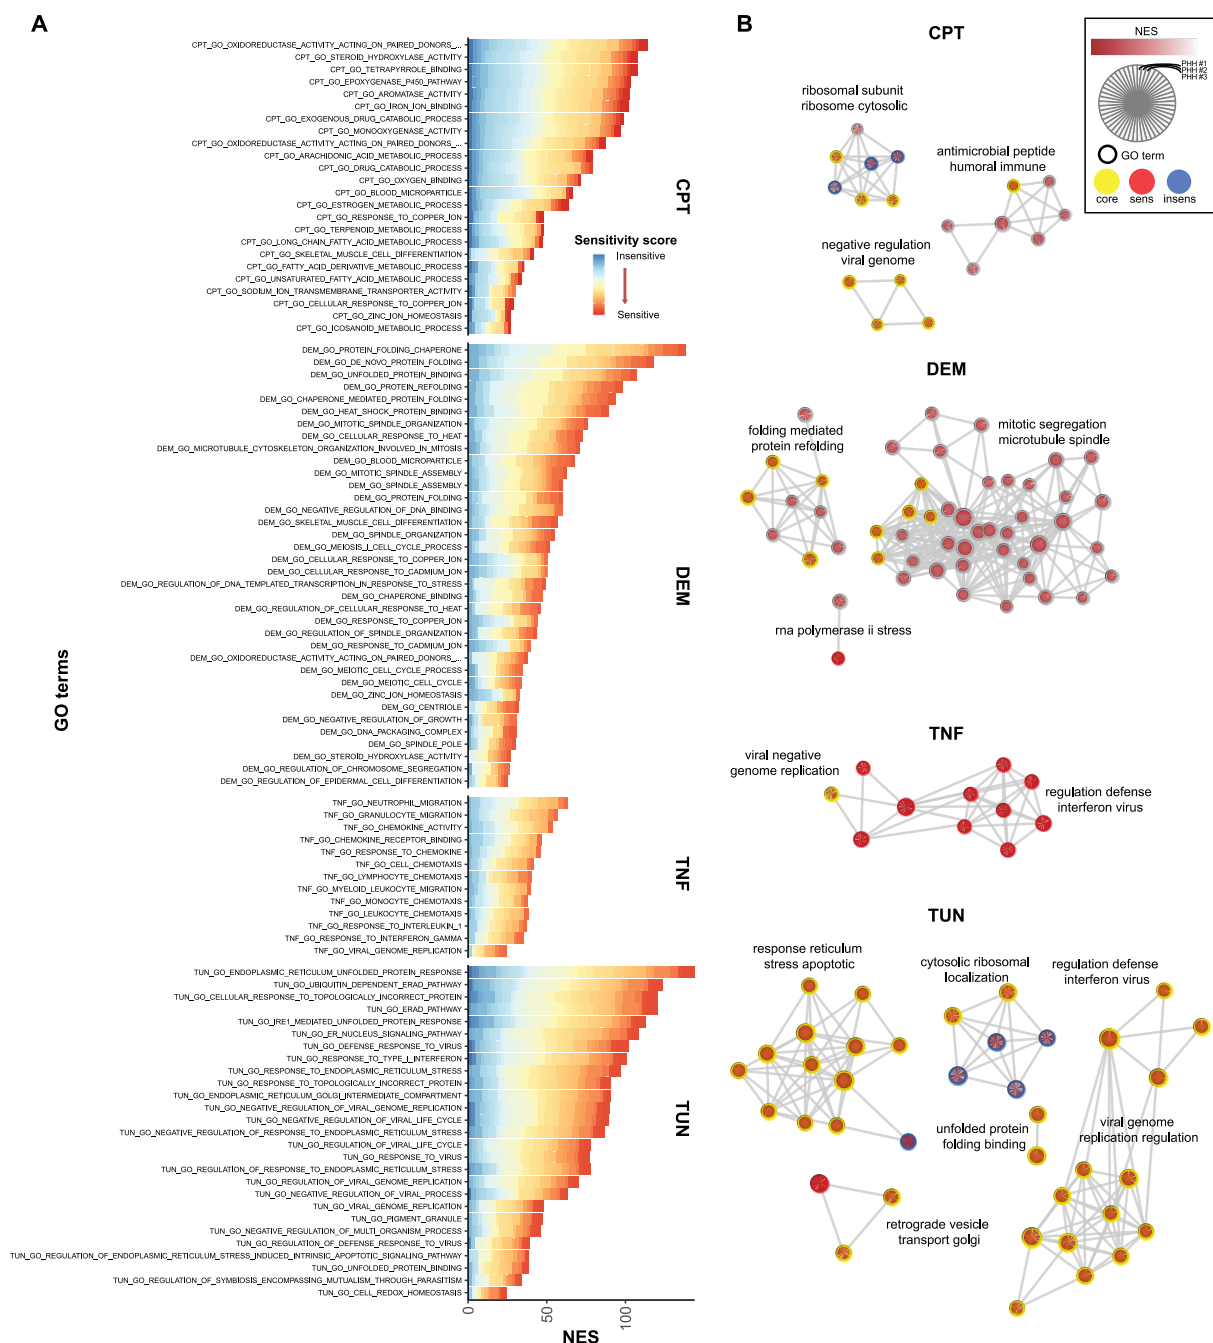 A
GO terms
CPT_GO_OXIDOREDUCTASE_ACTIVITY_ACTING_ON_PAIRED_DONORS_...
CPT_GO_STEROID_HYDROXYLASE_ACTIVITY
CPT_GO_TETRAPYRROLE_BINDING
CPT_GO_EPOXYGENASE_P450_PATHWAY
CPT_GO_AROMATASE_ACTIVITY
CPT_GO_IRON_ION_BINDING
CPT_GO_EXOGENOUS_DRUG_CATABOLIC_PROCESS
CPT_GO_MONOOXYGENASE_ACTIVITY
CPT_GO_OXIDOREDUCTASE_ACTIVITY_ACTING_ON_PAIRED_DONORS_...
CPT_GO_ARACHIDONIC_ACID_METABOLIC_PROCESS
CPT_GO_DRUG_CATABOLIC_PROCESS
CPT_GO_OXYGEN_BINDING
CPT_GO_BLOOD_MICROPARTICLE
CPT_GO_ESTROGEN_METABOLIC_PROCESS
CPT_GO_RESPONSE_TO_COPPER_ION
CPT_GO_TERPENOID_METABOLIC_PROCESS
CPT_GO_LONG_CHAIN_FATTY_ACID_METABOLIC_PROCESS
CPT_GO_SKELETAL_MUSCLE_CELL_DIFFERENTIATION
CPT_GO_FATTY_ACID_DERIVATIVE_METABOLIC_PROCESS
CPT_GO_UNSATURATED_FATTY_ACID_METABOLIC_PROCESS
CPT_GO_SODIUM_ION_TRANSMEMBRANE_TRANSPORTER_ACTIVITY
CPT_GO_CELLULAR_RESPONSE_TO_COPPER_ION
CPT_GO_ZINC_ION_HOMEOSTASIS
CPT_GO_ICOSANOID_METABOLIC_PROCESS
CPT
Sensitivity score
Insensitive
Sensitive
DEM_GO_PROTEIN_FOLDING_CHAPERONE
DEM_GO_DE_NOVO_PROTEIN_FOLDING
DEM_GO_UNFOLDED_PROTEIN_BINDING
DEM_GO_PROTEIN_REFOLDING
DEM_GO_CHAPERONE_MEDIATED_PROTEIN_FOLDING
DEM_GO_HEAT_SHOCK_PROTEIN_BINDING
DEM_GO_MITOTIC_SPINDLE_ORGANIZATION
DEM_GO_CELLULAR_RESPONSE_TO_HEAT
DEM_GO_MICROTUBULE_CYTOSKELETON_ORGANIZATION_INVOLVED_IN_MITOSIS
DEM_GO_BLOOD_MICROPARTICLE
DEM_GO_MITOTIC_SPINDLE_ASSEMBLY
DEM_GO_SPINDLE_ASSEMBLY
DEM_GO_PROTEIN_FOLDING
DEM_GO_NEGATIVE_REGULATION_OF_DNA_BINDING
DEM_GO_SKELETAL_MUSCLE_CELL_DIFFERENTIATION
DEM_GO_SPINDLE_ORGANIZATION
DEM_GO_MEIOSIS_I_CELL_CYCLE_PROCESS
DEM_GO_CELLULAR_RESPONSE_TO_COPPER_ION
DEM_GO_CELLULAR_RESPONSE_TO_CADMIUM_ION
DEM_GO_REGULATION_OF_DNA_TEMPLATED_TRANSCRIPTION_IN_RESPONSE_TO_STRESS
DEM_GO_CHAPERONE_BINDING
DEM_GO_REGULATION_OF_CELLULAR_RESPONSE_TO_HEAT
DEM_GO_RESPONSE_TO_COPPER_ION
DEM_GO_REGULATION_OF_SPINDLE_ORGANIZATION
DEM_GO_RESPONSE_TO_CADMIUM_ION
DEM_GO_OXIDOREDUCTASE_ACTIVITY_ACTING_ON_PAIRED_DONORS_...
DEM_GO_MEIOTIC_CELL_CYCLE_PROCESS
DEM_GO_MEIOTIC_CELL_CYCLE
DEM_GO_ZINC_ION_HOMEOSTASIS
DEM_GO_CENTRIOLE
DEM_GO_NEGATIVE_REGULATION_OF_GROWTH
DEM_GO_DNA_PACKAGING_COMPLEX
DEM_GO_SPINDLE_POLE
DEM_GO_STEROID_HYDROXYLASE_ACTIVITY
DEM_GO_REGULATION_OF_CHROMOSOME_SEGREGATION
DEM_GO_REGULATION_OF_EPIDERMAL_CELL_DIFFERENTIATION
DEM
TNF_GO_NEUTROPHIL_MIGRATION
TNF_GO_GRANULOCYTE_MIGRATION
TNF_GO_CHEMOKINE_ACTIVITY
TNF_GO_CHEMOKINE_RECEPTOR_BINDING
TNF_GO_RESPONSE_TO_CHEMOKINE
TNF_GO_CELL_CHEMOTAXIS
TNF_GO_LYMPHOCYTE_CHEMOTAXIS
TNF_GO_MYELOID_LEUKOCYTE_MIGRATION
TNF_GO_MONOCYTE_CHEMOTAXIS
TNF_GO_LEUKOCYTE_CHEMOTAXIS
TNF_GO_RESPONSE_TO_INTERLEUKIN_1
TNF_GO_RESPONSE_TO_INTERFERON_GAMMA
TNF_GO_VIRAL_GENOME_REPLICATION
TNF
TUN_GO_ENDOPLASMIC_RETICULUM_UNFOLDED_PROTEIN_RESPONSE
TUN_GO_UBIQUITIN_DEPENDENT_ERAD_PATHWAY
TUN_GO_CELLULAR_RESPONSE_TO_TOPOLOGICALLY_INCORRECT_PROTEIN
TUN_GO_ERAD_PATHWAY
TUN_GO_IRE1_MEDIATED_UNFOLDED_PROTEIN_RESPONSE
TUN_GO_ER_NUCLEUS_SIGNALING_PATHWAY
TUN_GO_DEFENSE_RESPONSE_TO_VIRUS
TUN_GO_RESPONSE_TO_TYPE_I_INTERFERON
TUN_GO_RESPONSE_TO_ENDOPLASMIC_RETICULUM_STRESS
TUN_GO_RESPONSE_TO_TOPOLOGICALLY_INCORRECT_PROTEIN
TUN_GO_ENDOPLASMIC_RETICULUM_GOLGI_INTERMEDIATE_COMPARTMENT
TUN_GO_NEGATIVE_REGULATION_OF_VIRAL_GENOME_REPLICATION
TUN_GO_NEGATIVE_REGULATION_OF_VIRAL_LIFE_CYCLE
TUN_GO_NEGATIVE_REGULATION_OF_RESPONSE_TO_ENDOPLASMIC_RETICULUM_STRESS
TUN_GO_REGULATION_OF_VIRAL_LIFE_CYCLE
TUN_GO_RESPONSE_TO_VIRUS
TUN_GO_REGULATION_OF_RESPONSE_TO_ENDOPLASMIC_RETICULUM_STRESS
TUN_GO_REGULATION_OF_VIRAL_GENOME_REPLICATION
TUN_GO_NEGATIVE_REGULATION_OF_VIRAL_PROCESS
TUN_GO_VIRAL_GENOME_REPLICATION
TUN_GO_PIGMENT_GRANULE
TUN_GO_NEGATIVE_REGULATION_OF_MULTI_ORGANISM_PROCESS
TUN_GO_REGULATION_OF_DEFENSE_RESPONSE_TO_VIRUS
TUN_GO_REGULATION_OF_ENDOPLASMIC_RETICULUM_STRESS_INDUCED_INTRINSIC_APOPTOTIC_SIGNALING_PATHWAY
TUN_GO_UNFOLDED_PROTEIN_BINDING
TUN_GO_REGULATION_OF_SYMBIOSIS_ENCOMPASSING_MUTUALISM_THROUGH_PARASITISM
TUN_GO_CELL_REDOX_HOMEOSTASIS
TUN
0
50
100
NES
B
CPT
NES
PHH #1
PHH #2
PHH #3
GO term
core
sens
insens
ribosomal subunit
ribosome cytosolic
antimicrobial peptide
humoral immune
negative regulation
viral genome
DEM
folding mediated
protein refolding
mitotic segregation
microtubule spindle
rna polymerase ii stress
TNF
viral negative
genome replication
regulation defense
interferon virus
TUN
response reticulum
stress apoptotic
cytosolic ribosomal
localization
regulation defense
interferon virus
unfolded protein
folding binding
viral genome
replication regulation
retrograde vesicle
transport golgi